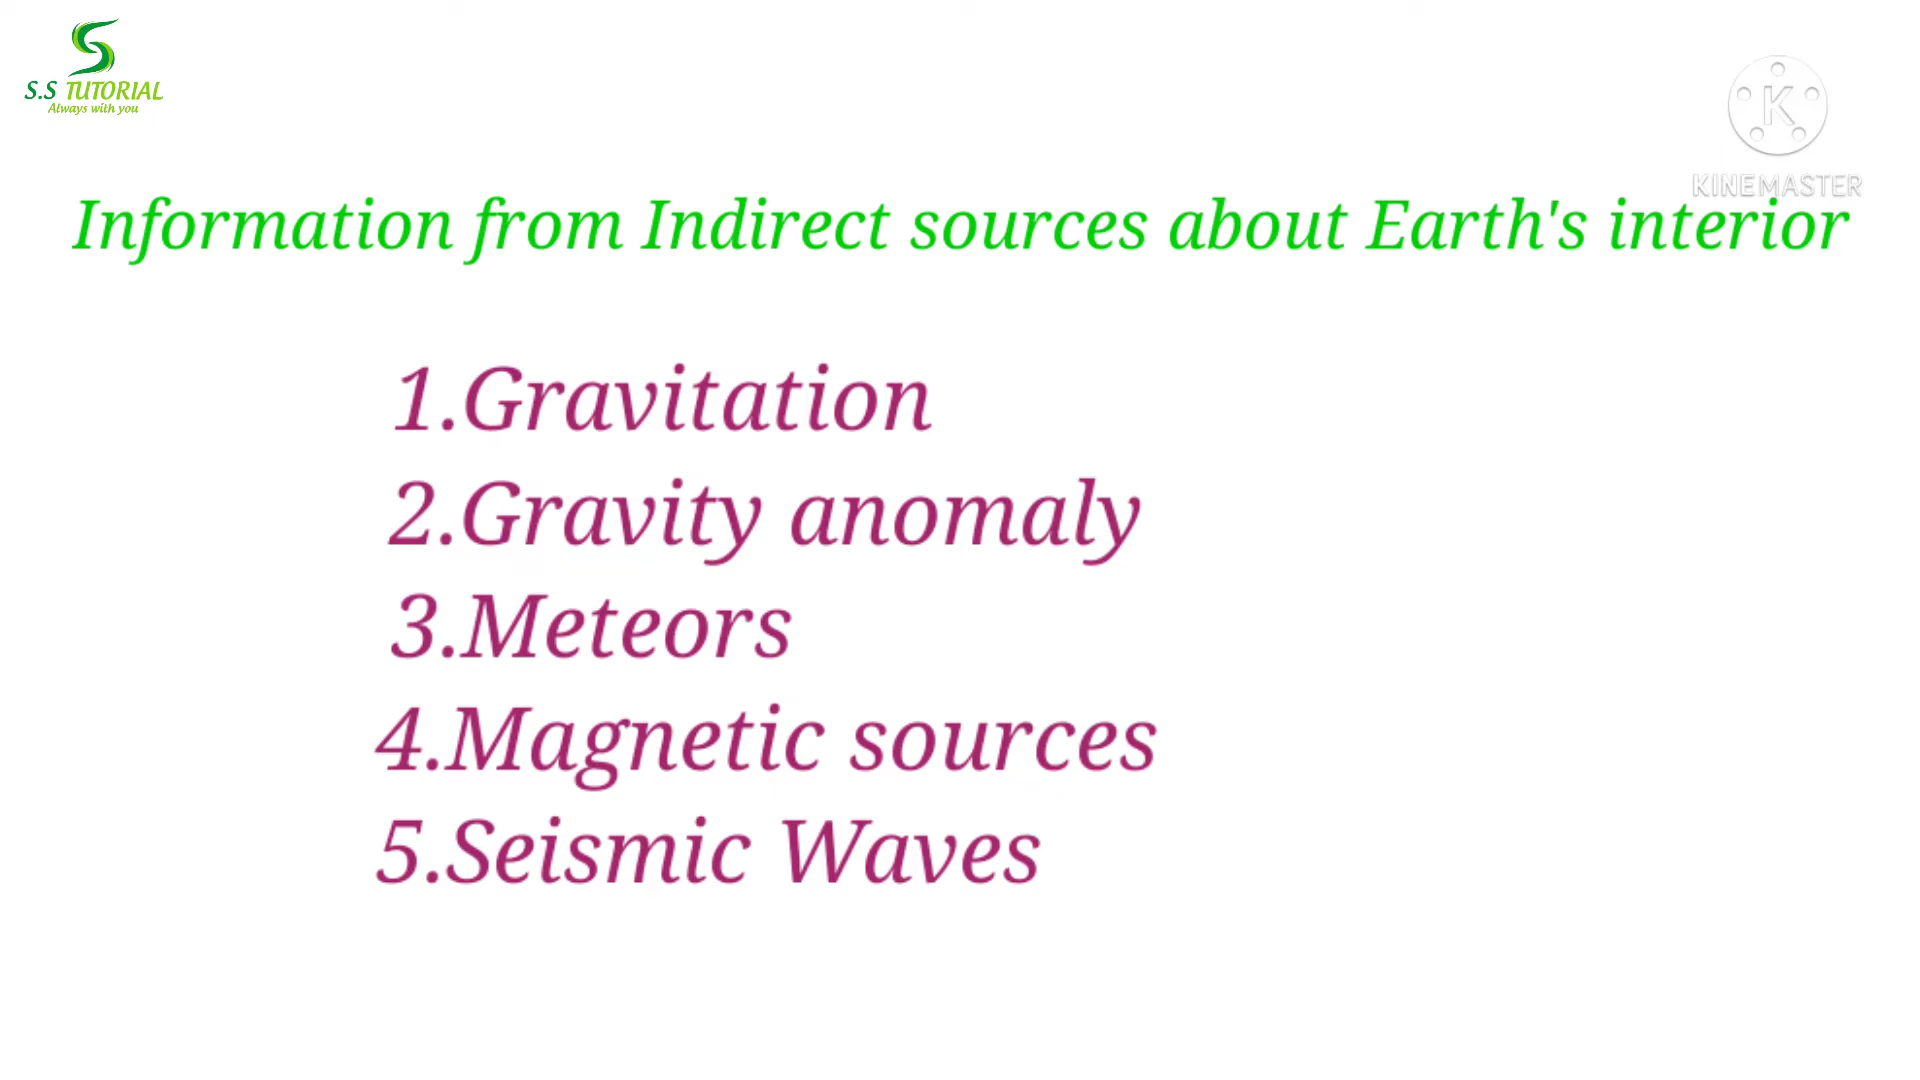 S.S TUTORIAL
Always with you
K
KINEMASTER
Information from Indirect sources about Earth's interior
1.Gravitation
2.Gravity anomaly
3.Meteors
4.Magnetic sources
5.Seismic Waves